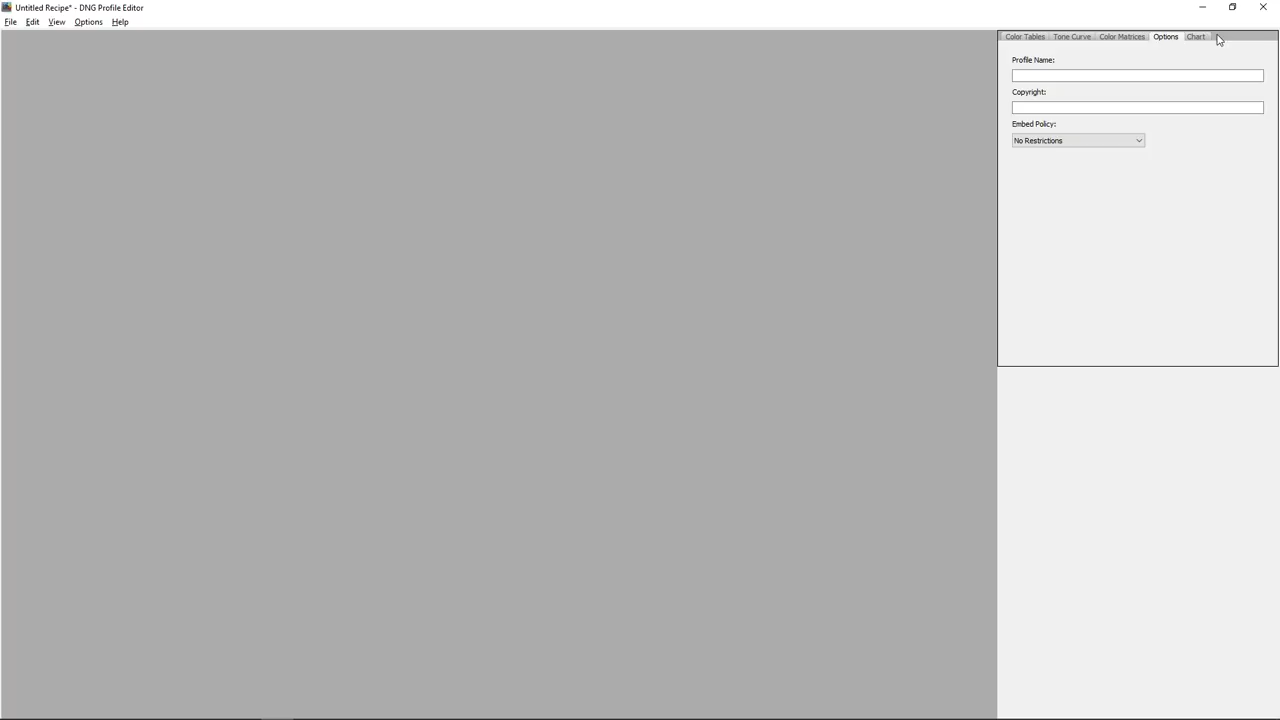 Untitled Recipe* - DNG Profile Editor
File Edit View Options Help
Color Tables Tone Curve Color Matrices Options Chart
Profile Name:
Copyright:
Embed Policy:
No Restrictions